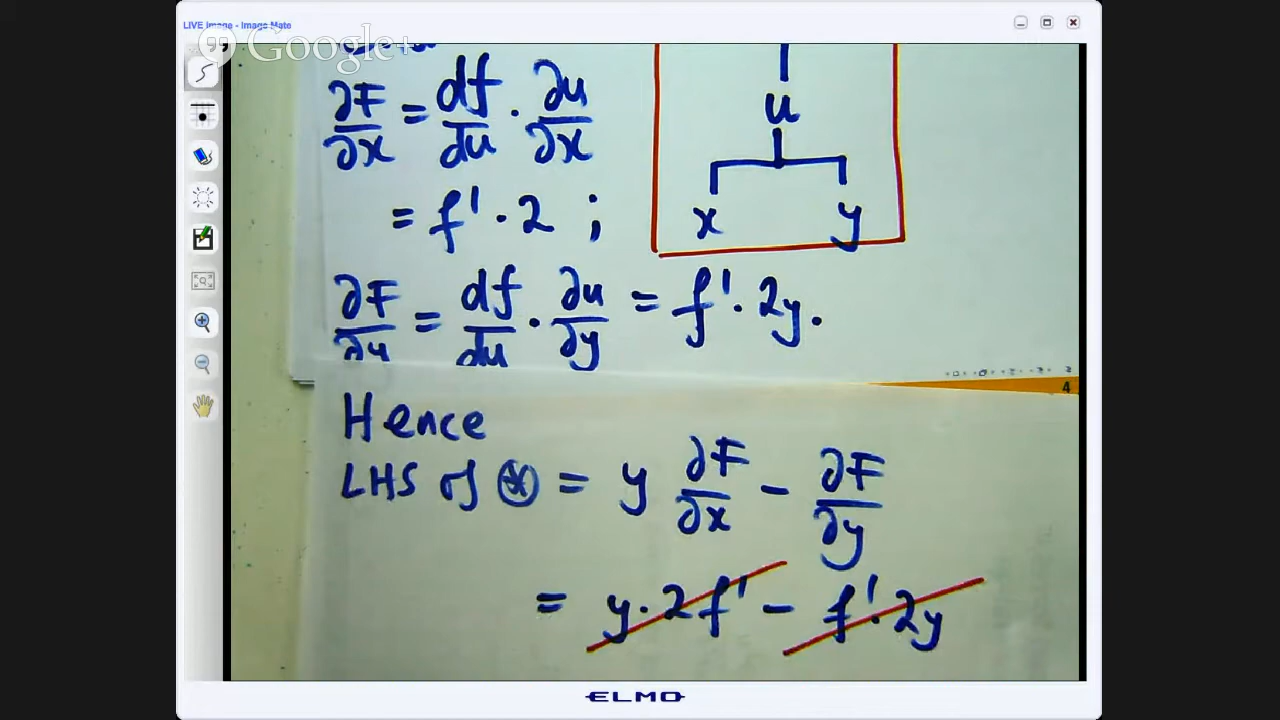 LIVE Image - Image Mate
Google+
∂F/∂x = df/du · ∂u/∂x
= f' · 2 ;
u
x y
∂F/∂y = df/du · ∂u/∂y = f' · 2y.
4
Hence
LHS of ⊛ = y ∂F/∂x − ∂F/∂y
= y · 2f' − f' · 2y
ELMO